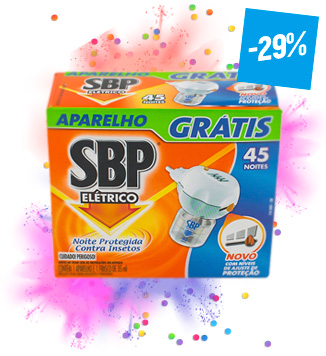 -29%
45
NOITES
APARELHO GRÁTIS
SBP
ELÉTRICO
45
NOITES
Noite Protegida
Contra Insetos
CUIDADO! PERIGOSO!
SBP
NOVO
COM NÍVEIS
DE AJUSTE DE
PROTEÇÃO